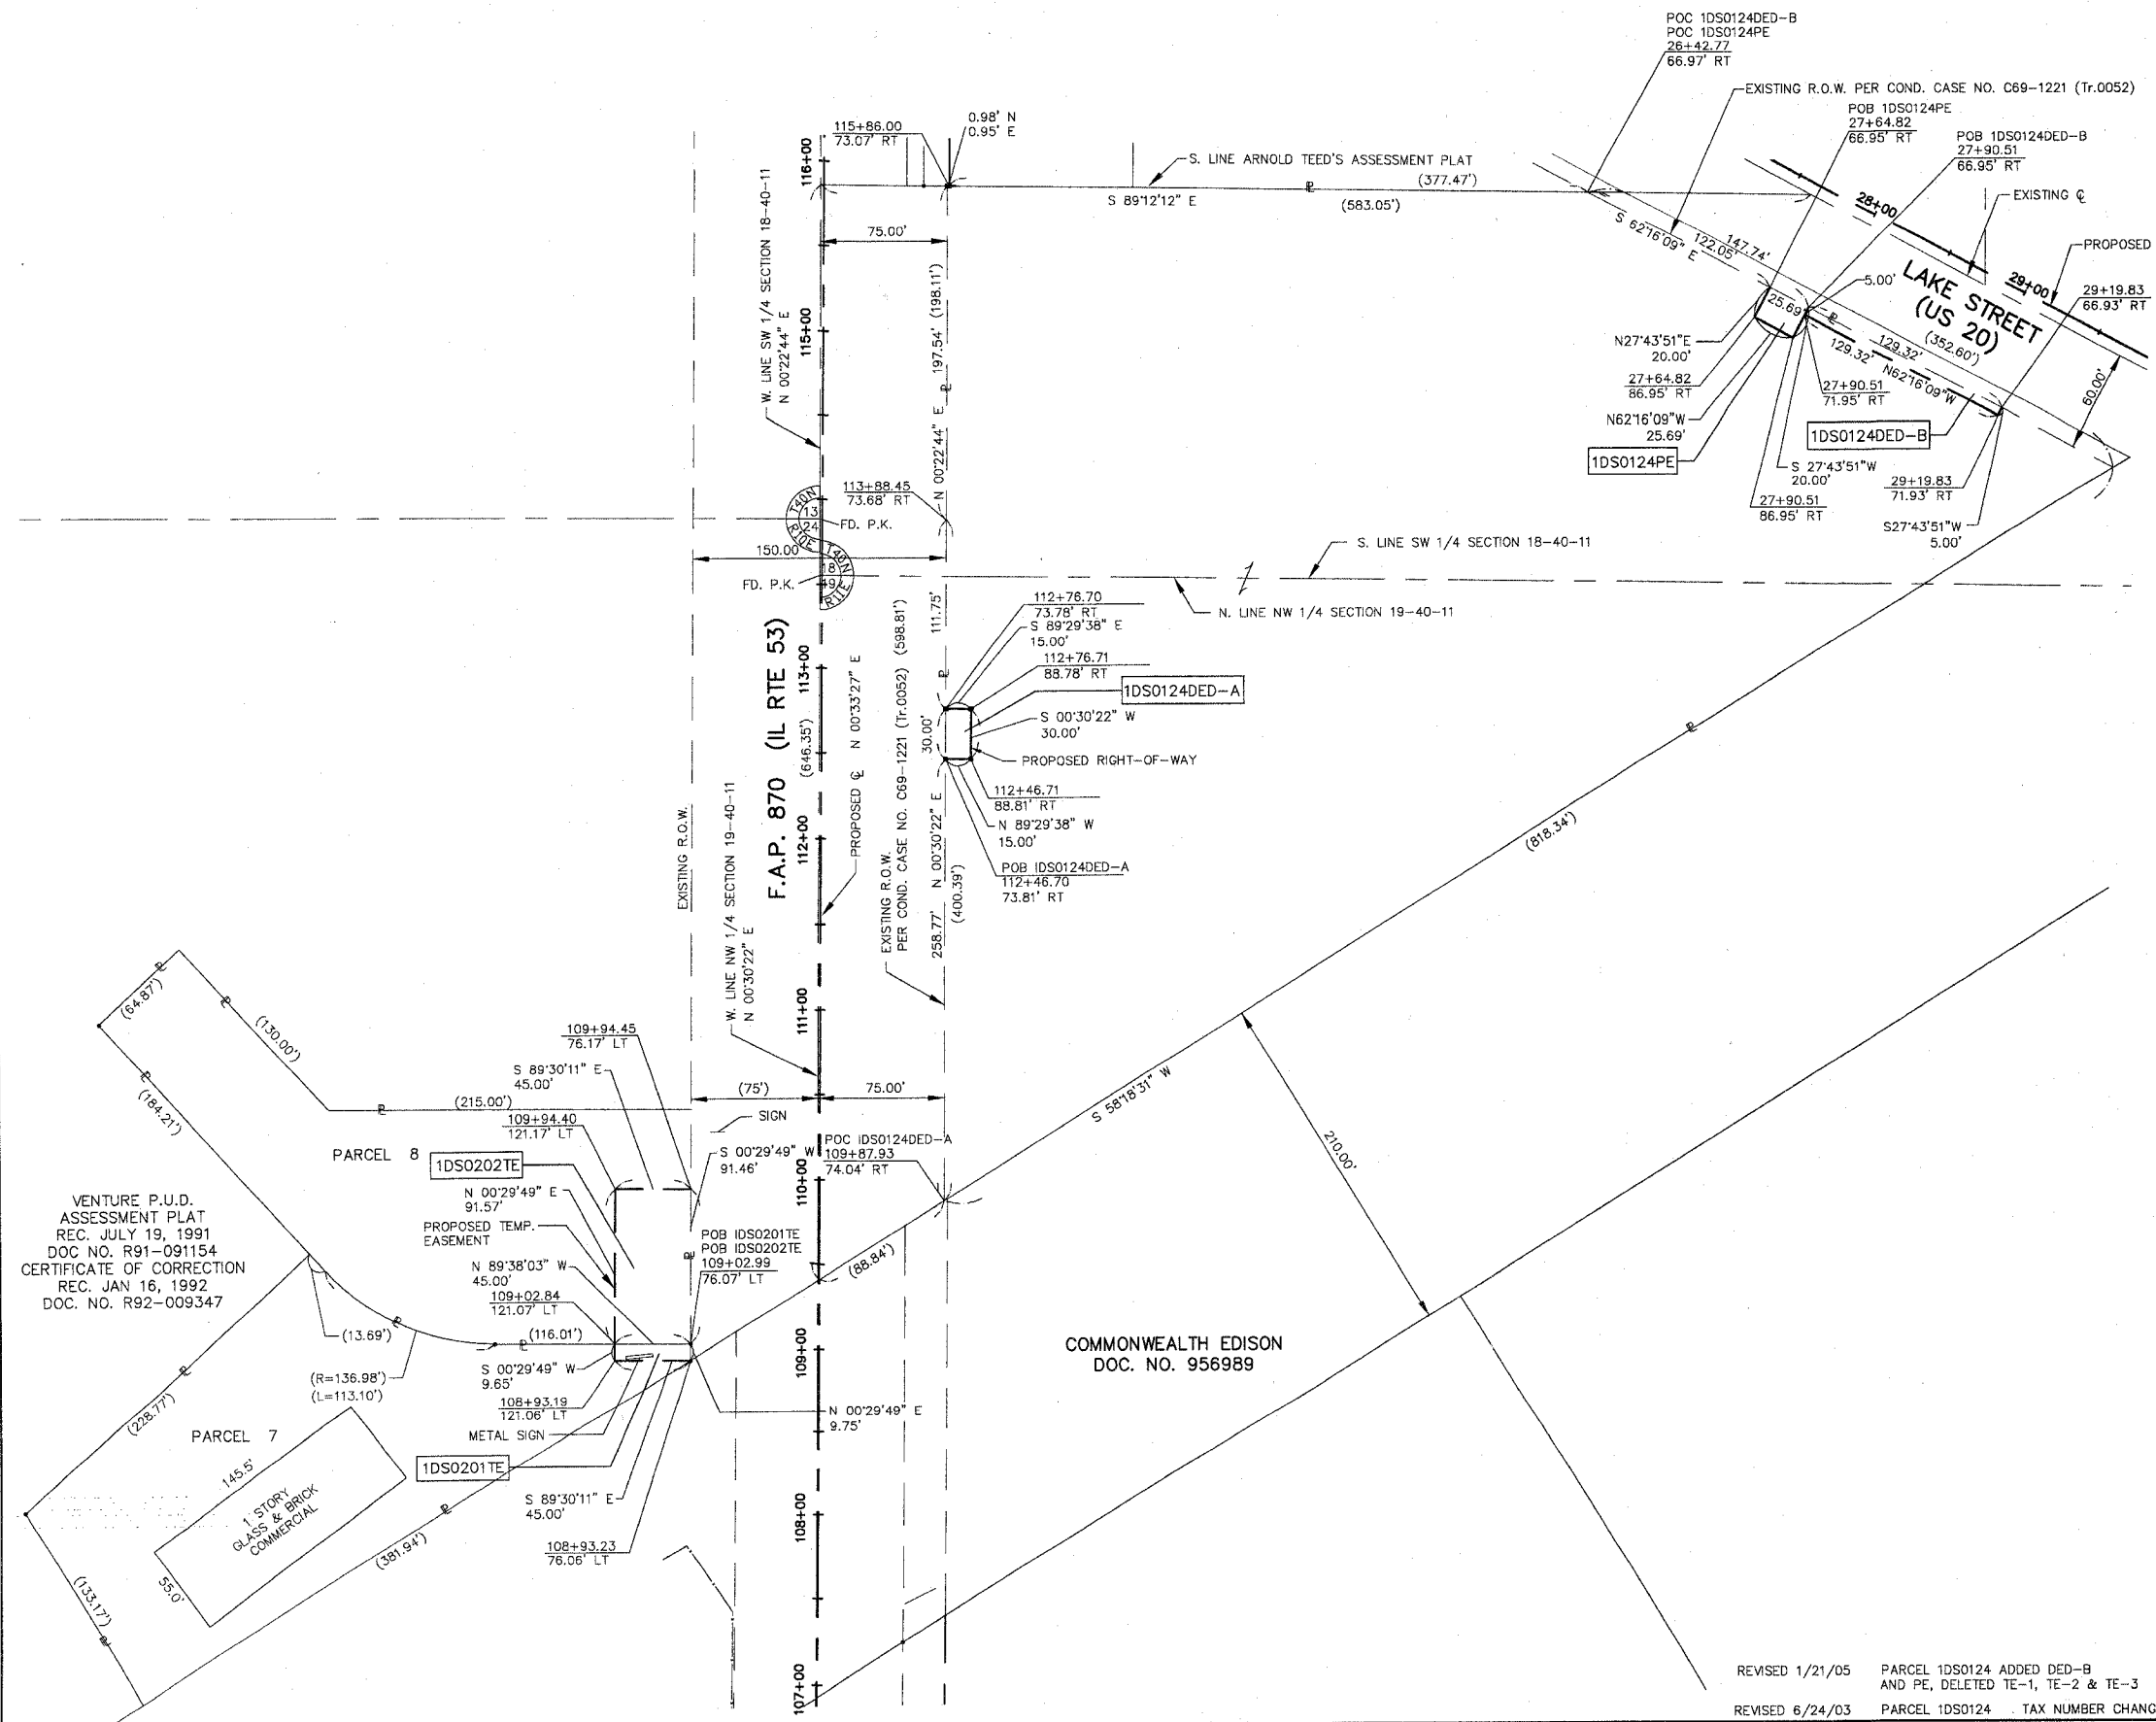 POC 1DS0124DED-B
POC 1DS0124PE
26+42.77
66.97' RT
EXISTING R.O.W. PER COND. CASE NO. C69-1221 (Tr.0052)
POB 1DS0124PE
27+64.82
66.95' RT
POB 1DS0124DED-B
27+90.51
66.95' RT
115+86.00
73.07' RT
0.98' N
0.95' E
116+00
S. LINE ARNOLD TEED'S ASSESSMENT PLAT
(377.47')
S 89°12'12" E
(583.05')
EXISTING ℄
28+00
PROPOSED
75.00'
S 62°16'09" E
147.74'
122.05'
5.00'
29+00
LAKE STREET
(US 20)
(352.60')
29+19.83
66.93' RT
W. LINE SW 1/4 SECTION 18-40-11
N 00°22'44" E
115+00
N 00°22'44" E 197.54' (198.11')
25.69'
N27°43'51"E
20.00'
129.32'
129.32'
N62°16'09"W
60.00'
27+64.82
86.95' RT
27+90.51
71.95' RT
N62°16'09"W
25.69'
1DS0124DED-B
1DS0124PE
S 27°43'51"W
20.00'
27+90.51
86.95' RT
29+19.83
71.93' RT
S27°43'51"W
5.00'
113+88.45
73.68' RT
T40N
13
24
R10E
FD. P.K.
150.00'
T40N
18
19
R11E
FD. P.K.
S. LINE SW 1/4 SECTION 18-40-11
N. LINE NW 1/4 SECTION 19-40-11
111.75'
112+76.70
73.78' RT
S 89°29'38" E
15.00'
112+76.71
88.78' RT
1DS0124DED-A
S 00°30'22" W
30.00'
PROPOSED RIGHT-OF-WAY
30.00'
112+46.71
88.81' RT
N 89°29'38" W
15.00'
POB IDS0124DED-A
112+46.70
73.81' RT
F.A.P. 870 (IL RTE 53)
(646.35')
113+00
112+00
PROPOSED ℄ N 00°33'27" E
EXISTING R.O.W.
PER COND. CASE NO. C69-1221 (Tr.0052) (598.81')
258.77' N 00°30'22" E
(400.39')
EXISTING R.O.W.
W. LINE NW 1/4 SECTION 19-40-11
N 00°30'22" E
111+00
(818.34')
S 58°18'31" W
210.00'
(64.87')
(130.00')
(184.21')
(215.00')
109+94.45
76.17' LT
S 89°30'11" E
45.00'
109+94.40
121.17' LT
(75')
75.00'
SIGN
S 00°29'49" W
91.46'
POC IDS0124DED-A
109+87.93
74.04' RT
110+00
PARCEL 8
1DS0202TE
N 00°29'49" E
91.57'
PROPOSED TEMP.
EASEMENT
VENTURE P.U.D.
ASSESSMENT PLAT
REC. JULY 19, 1991
DOC NO. R91-091154
CERTIFICATE OF CORRECTION
REC. JAN 16, 1992
DOC. NO. R92-009347
POB IDS0201TE
POB IDS0202TE
109+02.99
76.07' LT
(88.84')
N 89°38'03" W
45.00'
109+02.84
121.07' LT
(13.69')
(116.01')
109+00
(R=136.98')
(L=113.10')
S 00°29'49" W
9.65'
108+93.19
121.06' LT
METAL SIGN
N 00°29'49" E
9.75'
COMMONWEALTH EDISON
DOC. NO. 956989
(228.77')
PARCEL 7
145.5'
1 STORY
GLASS & BRICK
COMMERCIAL
55.0'
1DS0201TE
S 89°30'11" E
45.00'
108+93.23
76.06' LT
108+00
(381.94')
(133.17')
107+00
REVISED 1/21/05 PARCEL 1DS0124 ADDED DED-B
AND PE, DELETED TE-1, TE-2 & TE-3
REVISED 6/24/03 PARCEL 1DS0124 TAX NUMBER CHANG